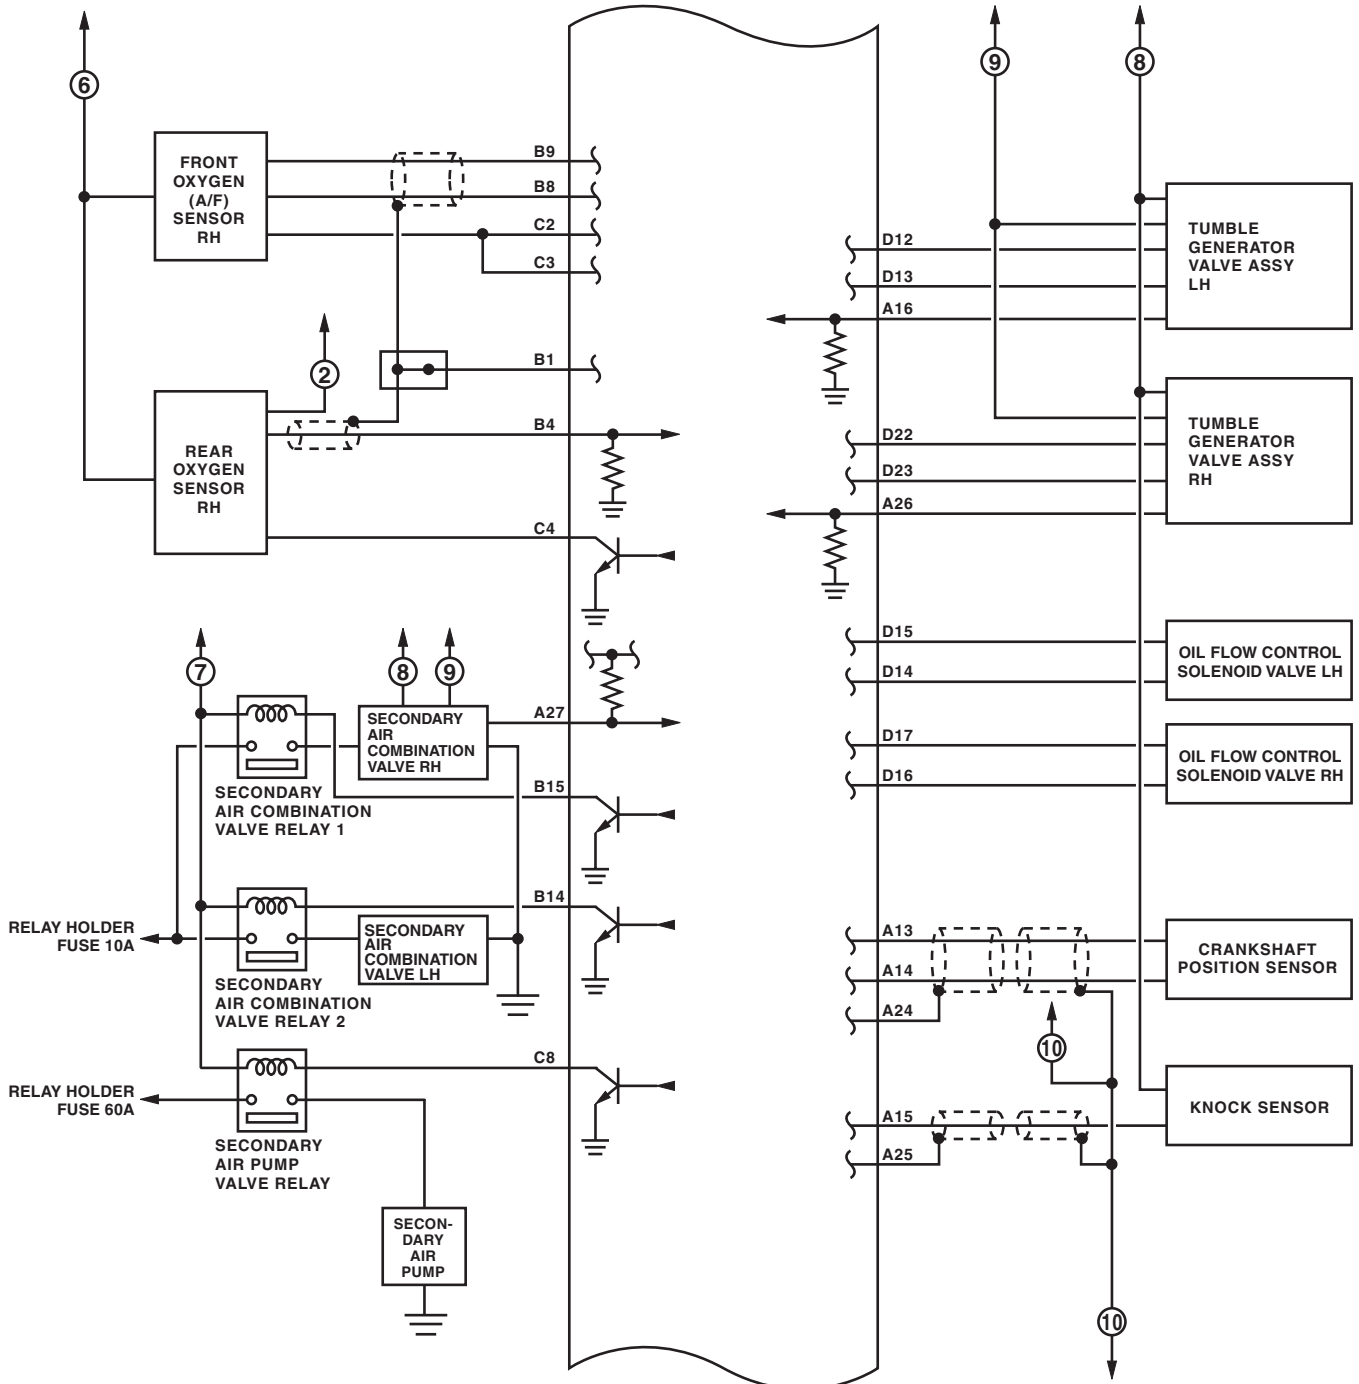 6
9
8
FRONT
OXYGEN
(A/F)
SENSOR
RH
B9
B8
C2
C3
2
B1
REAR
OXYGEN
SENSOR
RH
B4
C4
D12
D13
A16
TUMBLE
GENERATOR
VALVE ASSY
LH
D22
D23
A26
TUMBLE
GENERATOR
VALVE ASSY
RH
7
8
9
SECONDARY
AIR
COMBINATION
VALVE RH
A27
SECONDARY
AIR COMBINATION
VALVE RELAY 1
B15
D15
D14
OIL FLOW CONTROL
SOLENOID VALVE LH
D17
D16
OIL FLOW CONTROL
SOLENOID VALVE RH
RELAY HOLDER
FUSE 10A
B14
SECONDARY
AIR
COMBINATION
VALVE LH
SECONDARY
AIR COMBINATION
VALVE RELAY 2
A13
A14
A24
CRANKSHAFT
POSITION SENSOR
10
RELAY HOLDER
FUSE 60A
C8
SECONDARY
AIR PUMP
VALVE RELAY
A15
A25
KNOCK SENSOR
SECON-
DARY
AIR
PUMP
10